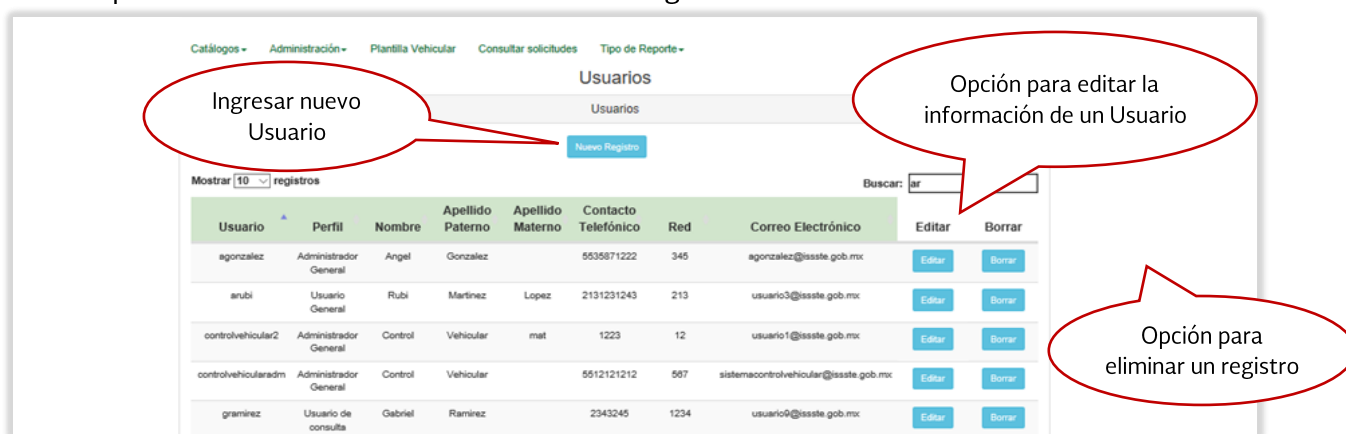 Catálogos Administración Plantilla Vehicular Consultar solicitudes Tipo de Reporte
Usuarios
Usuarios
Ingresar nuevo
Usuario
Opción para editar la
información de un Usuario
Nuevo Registro
Mostrar 10 registros
Buscar: ar
Usuario Perfil Nombre Apellido Paterno Apellido Materno Contacto Telefónico Red Correo Electrónico Editar Borrar
agonzalez Administrador General Angel Gonzalez 5535871222 345 agonzalez@issste.gob.mx Editar Borrar
arubi Usuario General Rubi Martinez Lopez 2131231243 213 usuario3@issste.gob.mx Editar Borrar
controlvehicular2 Administrador General Control Vehicular mat 1223 12 usuario1@issste.gob.mx Editar Borrar
controlvehicularadm Administrador General Control Vehicular 5512121212 567 sistemacontrolvehicular@issste.gob.mx Editar Borrar
gramirez Usuario de consulta Gabriel Ramirez 2343245 1234 usuario9@issste.gob.mx Editar Borrar
Opción para
eliminar un registro